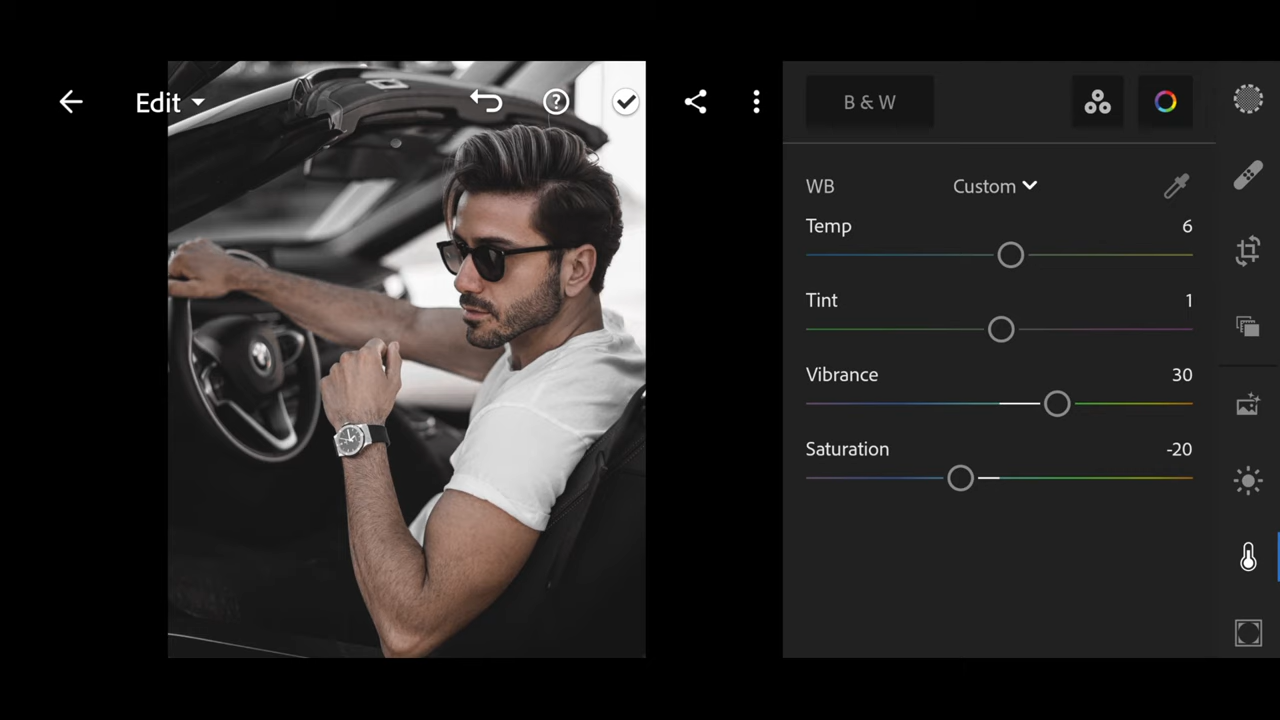 Edit
B & W
WB
Custom
Temp
6
Tint
1
Vibrance
30
Saturation
-20